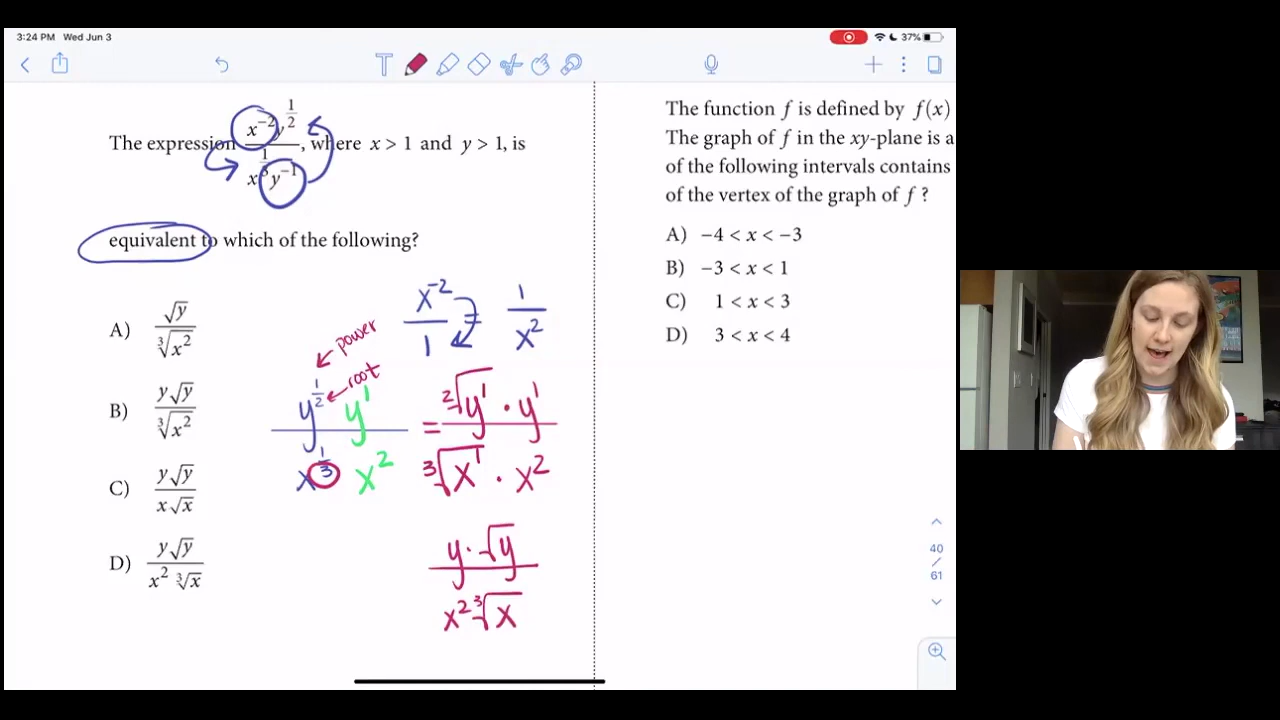 3:24 PM Wed Jun 3
37%
T
The expression x⁻²y^(1/2) / x^(1/3)y⁻¹, where x > 1 and y > 1, is
equivalent to which of the following?
A) √y / ∛x²
B) y√y / ∛x²
C) y√y / x√x
D) y√y / x² ∛x
x⁻² / 1 = 1 / x²
power
root
y^(1/2) y¹ / x^(1/3) x² = ²√y¹ · y¹ / ³√x¹ · x²
y · √y / x² ³√x
The function f is defined by f(x)
The graph of f in the xy-plane is a
of the following intervals contains
of the vertex of the graph of f ?
A) −4 < x < −3
B) −3 < x < 1
C) 1 < x < 3
D) 3 < x < 4
40
/
61